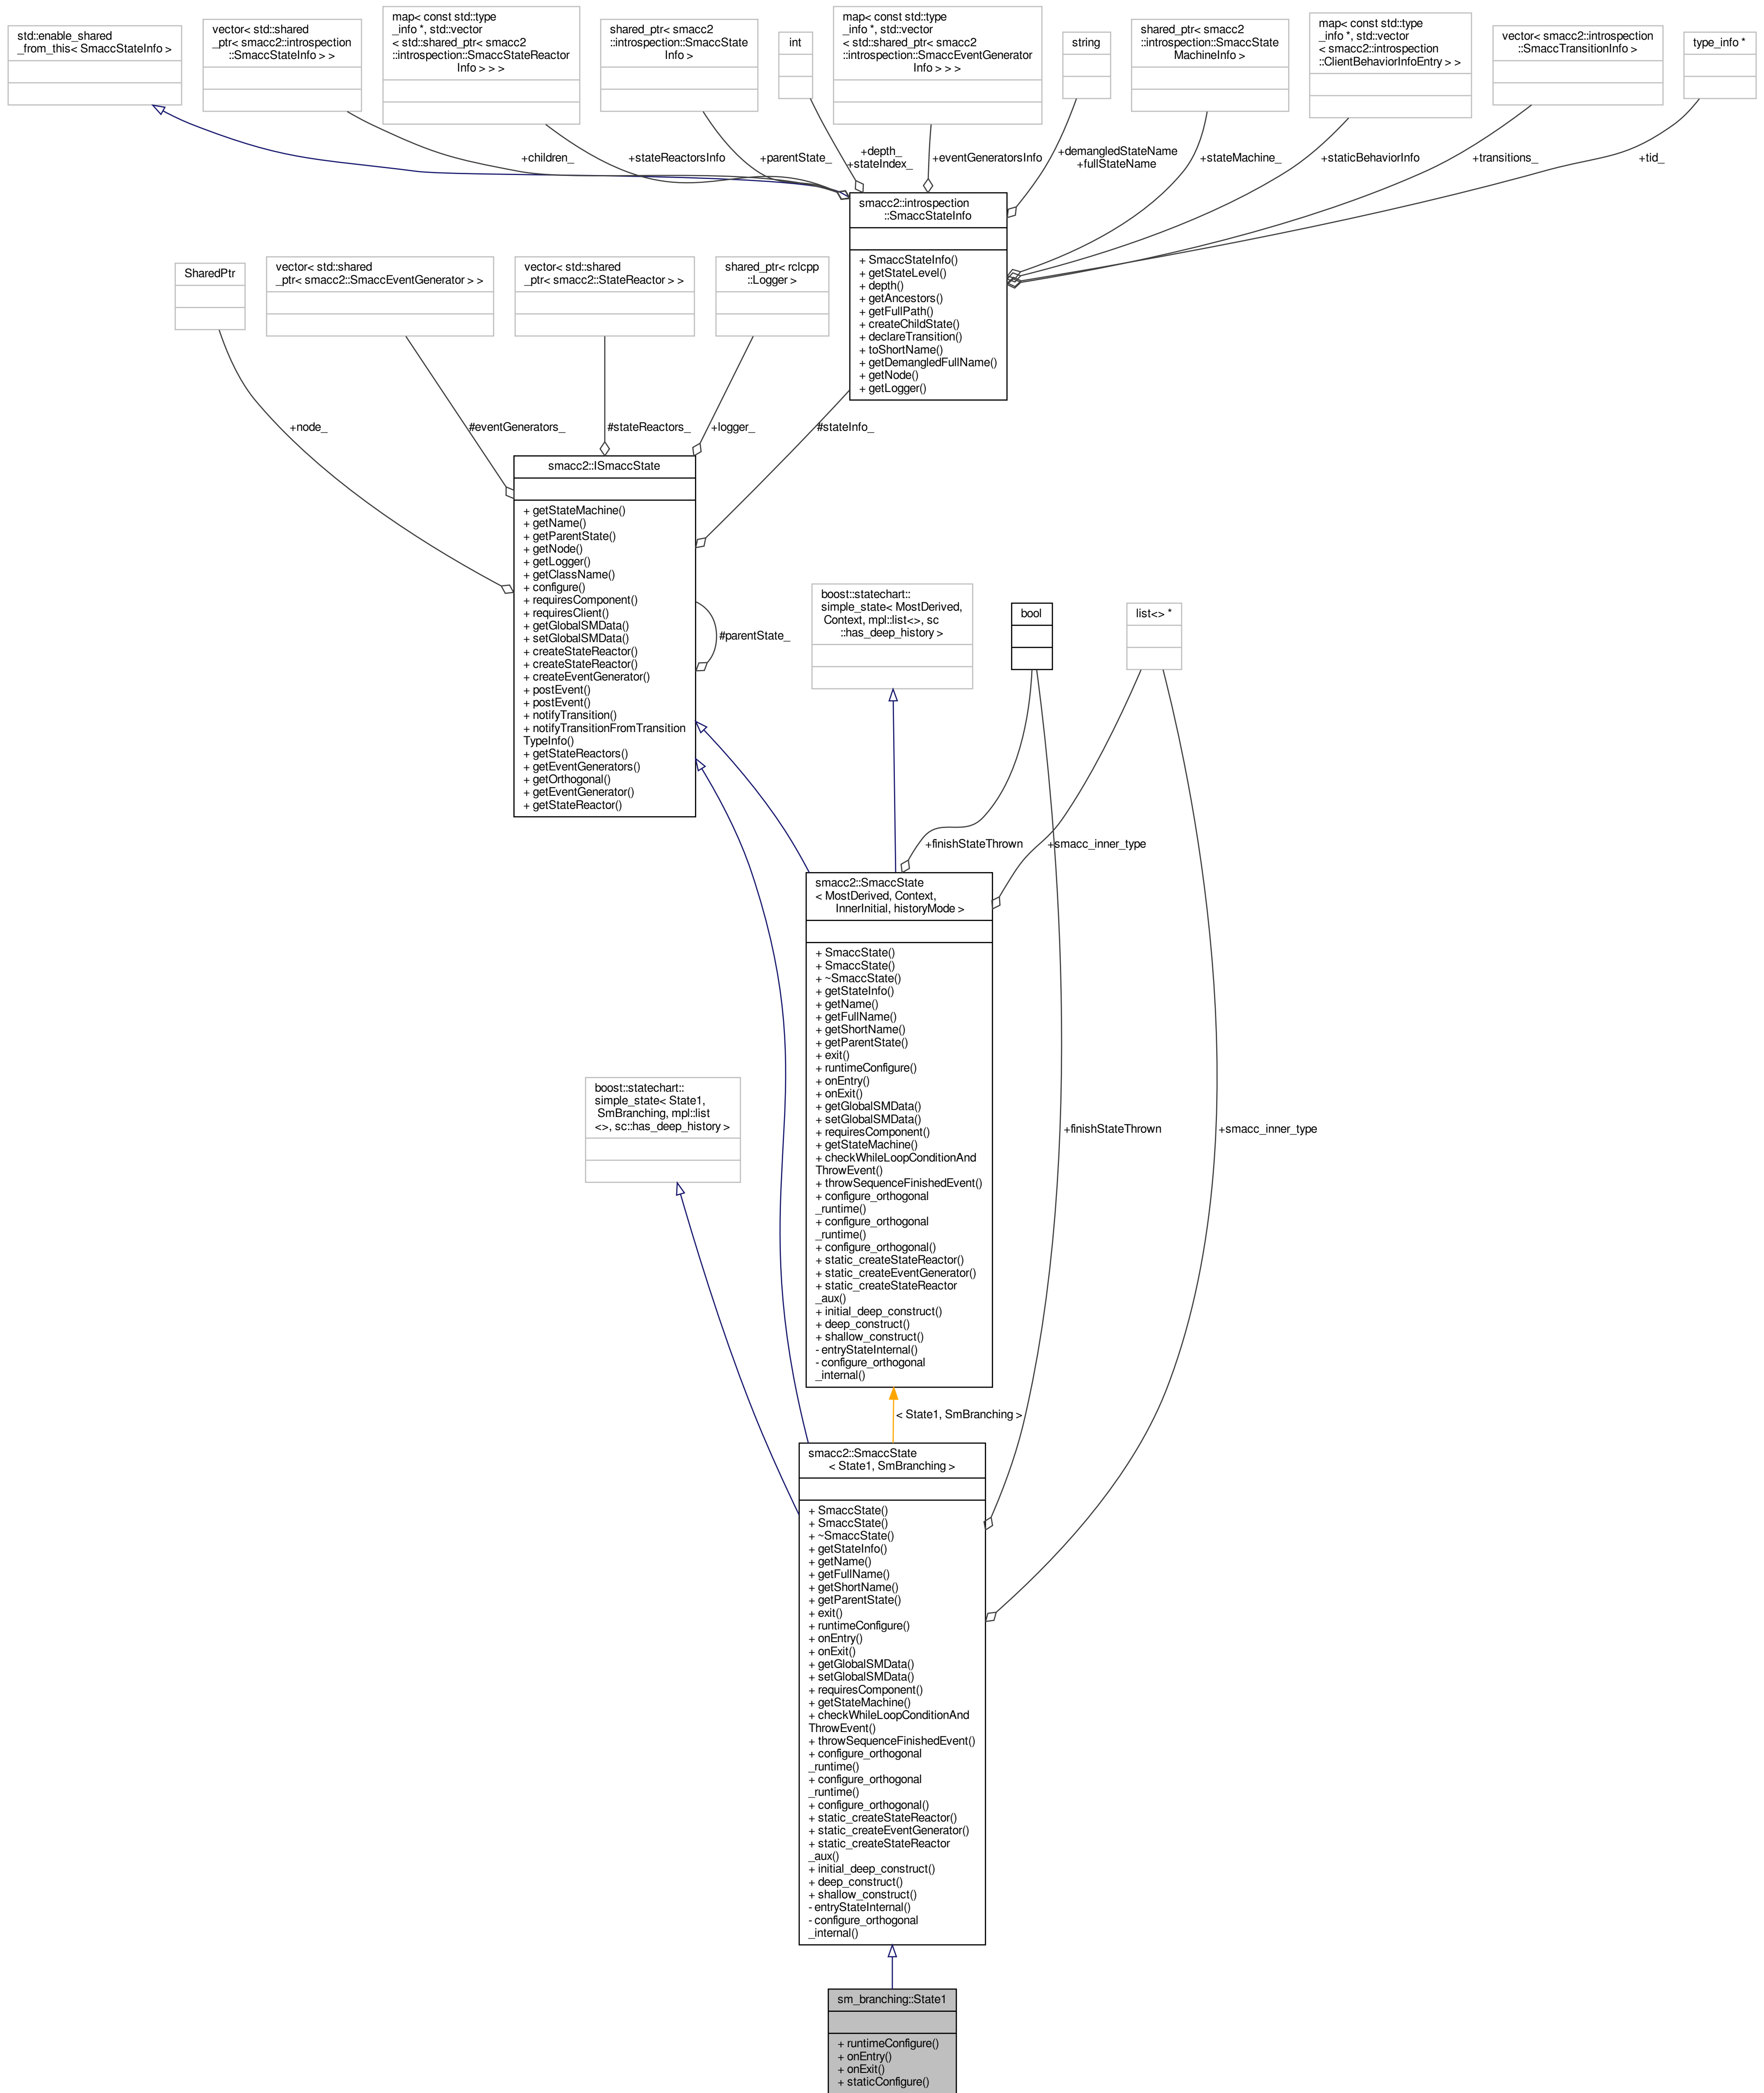 std::enable_shared
_from_this< SmaccStateInfo >
vector< std::shared
_ptr< smacc2::introspection
::SmaccStateInfo > >
map< const std::type
_info *, std::vector
< std::shared_ptr< smacc2
::introspection::SmaccStateReactor
Info > > >
shared_ptr< smacc2
::introspection::SmaccState
Info >
int
map< const std::type
_info *, std::vector
< std::shared_ptr< smacc2
::introspection::SmaccEventGenerator
Info > > >
string
shared_ptr< smacc2
::introspection::SmaccState
MachineInfo >
map< const std::type
_info *, std::vector
< smacc2::introspection
::ClientBehaviorInfoEntry > >
vector< smacc2::introspection
::SmaccTransitionInfo >
type_info *
+children_
+stateReactorsInfo
+parentState_
+depth_
+stateIndex_
+eventGeneratorsInfo
+demangledStateName
+fullStateName
+stateMachine_
+staticBehaviorInfo
+transitions_
+tid_
smacc2::introspection
::SmaccStateInfo
+ SmaccStateInfo()
+ getStateLevel()
+ depth()
+ getAncestors()
+ getFullPath()
+ createChildState()
+ declareTransition()
+ toShortName()
+ getDemangledFullName()
+ getNode()
+ getLogger()
SharedPtr
vector< std::shared
_ptr< smacc2::SmaccEventGenerator > >
vector< std::shared
_ptr< smacc2::StateReactor > >
shared_ptr< rclcpp
::Logger >
+node_
#eventGenerators_
#stateReactors_
+logger_
#stateInfo_
smacc2::ISmaccState
+ getStateMachine()
+ getName()
+ getParentState()
+ getNode()
+ getLogger()
+ getClassName()
+ configure()
+ requiresComponent()
+ requiresClient()
+ getGlobalSMData()
+ setGlobalSMData()
+ createStateReactor()
+ createStateReactor()
+ createEventGenerator()
+ postEvent()
+ postEvent()
+ notifyTransition()
+ notifyTransitionFromTransition
TypeInfo()
+ getStateReactors()
+ getEventGenerators()
+ getOrthogonal()
+ getEventGenerator()
+ getStateReactor()
#parentState_
boost::statechart::
simple_state< MostDerived,
Context, mpl::list<>, sc
::has_deep_history >
bool
list<> *
+finishStateThrown
+smacc_inner_type
smacc2::SmaccState
< MostDerived, Context,
InnerInitial, historyMode >
+ SmaccState()
+ SmaccState()
+ ~SmaccState()
+ getStateInfo()
+ getName()
+ getFullName()
+ getShortName()
+ getParentState()
+ exit()
+ runtimeConfigure()
+ onEntry()
+ onExit()
+ getGlobalSMData()
+ setGlobalSMData()
+ requiresComponent()
+ getStateMachine()
+ checkWhileLoopConditionAnd
ThrowEvent()
+ throwSequenceFinishedEvent()
+ configure_orthogonal
_runtime()
+ configure_orthogonal
_runtime()
+ configure_orthogonal()
+ static_createStateReactor()
+ static_createEventGenerator()
+ static_createStateReactor
_aux()
+ initial_deep_construct()
+ deep_construct()
+ shallow_construct()
- entryStateInternal()
- configure_orthogonal
_internal()
boost::statechart::
simple_state< State1,
SmBranching, mpl::list
<>, sc::has_deep_history >
+finishStateThrown
+smacc_inner_type
< State1, SmBranching >
smacc2::SmaccState
< State1, SmBranching >
+ SmaccState()
+ SmaccState()
+ ~SmaccState()
+ getStateInfo()
+ getName()
+ getFullName()
+ getShortName()
+ getParentState()
+ exit()
+ runtimeConfigure()
+ onEntry()
+ onExit()
+ getGlobalSMData()
+ setGlobalSMData()
+ requiresComponent()
+ getStateMachine()
+ checkWhileLoopConditionAnd
ThrowEvent()
+ throwSequenceFinishedEvent()
+ configure_orthogonal
_runtime()
+ configure_orthogonal
_runtime()
+ configure_orthogonal()
+ static_createStateReactor()
+ static_createEventGenerator()
+ static_createStateReactor
_aux()
+ initial_deep_construct()
+ deep_construct()
+ shallow_construct()
- entryStateInternal()
- configure_orthogonal
_internal()
sm_branching::State1
+ runtimeConfigure()
+ onEntry()
+ onExit()
+ staticConfigure()